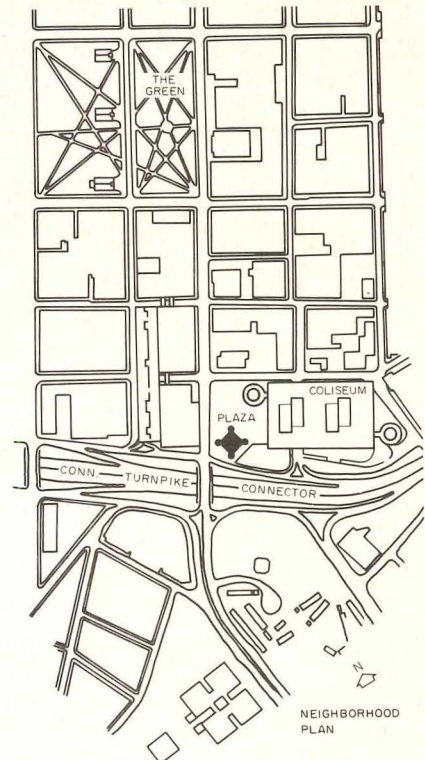 THE
GREEN
COLISEUM
PLAZA
CONN. TURNPIKE CONNECTOR
N
NEIGHBORHOOD
PLAN